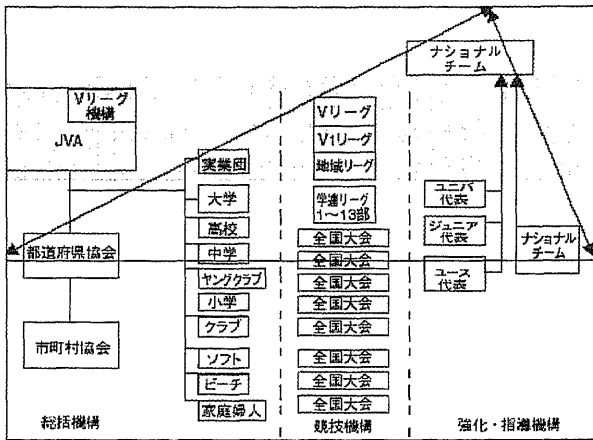 ナショナル
チーム
Vリーグ
機構
JVA
Vリーグ
V1リーグ
地域リーグ
実業団
大学
高校
中学
ヤングクラブ
小学
クラブ
ソフト
ビーチ
家庭婦人
学連リーグ
1〜13部
全国大会
全国大会
全国大会
全国大会
全国大会
全国大会
全国大会
全国大会
ユニバ
代表
ジュニア
代表
ユース
代表
ナショナル
チーム
都道府県協会
市町村協会
総括機構
競技機構
強化・指導機構